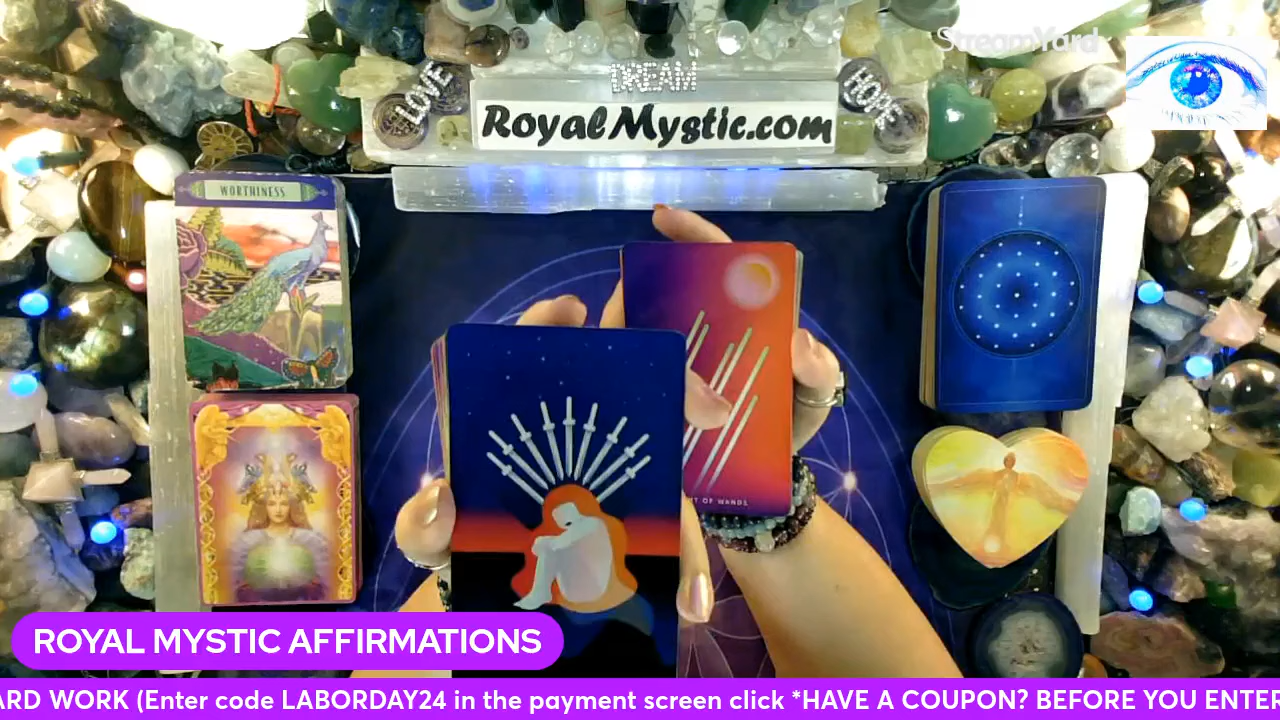 StreamYard
LOVE
DREAM
HOPE
RoyalMystic.com
WORTHINESS
OF WANDS
ROYAL MYSTIC AFFIRMATIONS
ARD WORK (Enter code LABORDAY24 in the payment screen click *HAVE A COUPON? BEFORE YOU ENTER